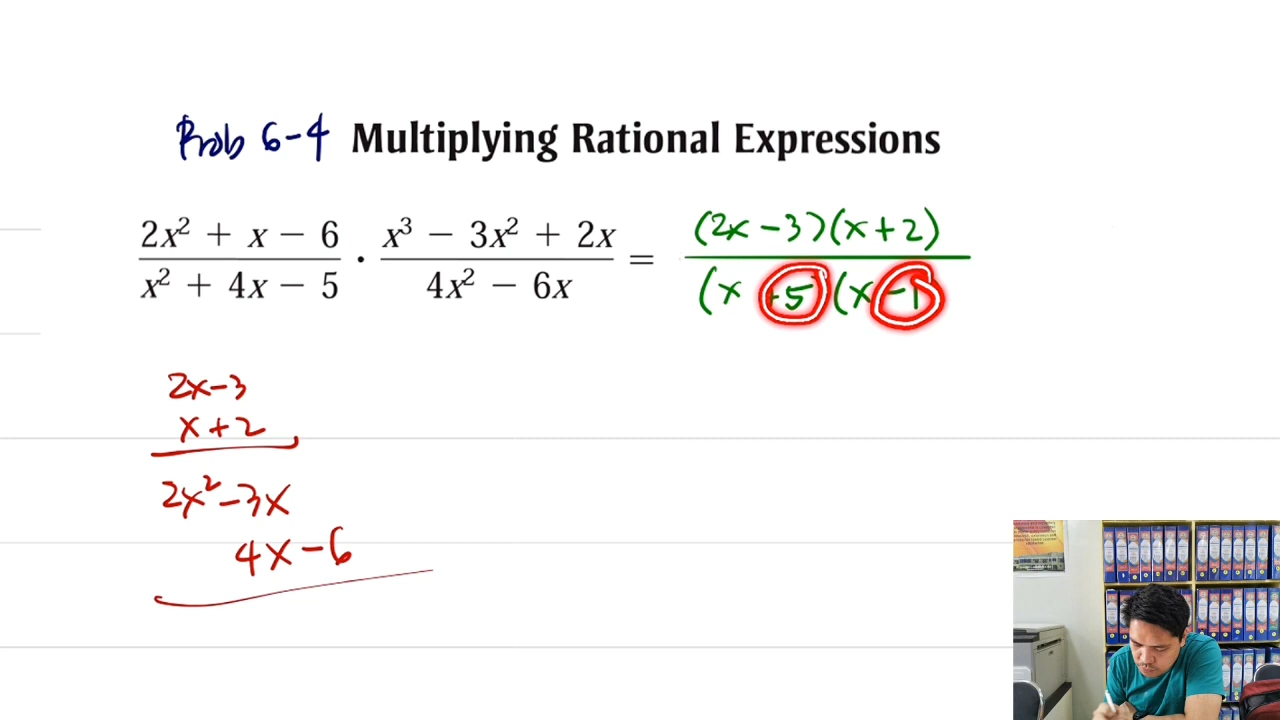 Prob 6-4 Multiplying Rational Expressions
2x² + x − 6 / x² + 4x − 5 · x³ − 3x² + 2x / 4x² − 6x = (2x − 3)(x + 2) / (x +5)(x −1
2x−3
x+2
2x²−3x
4x−6